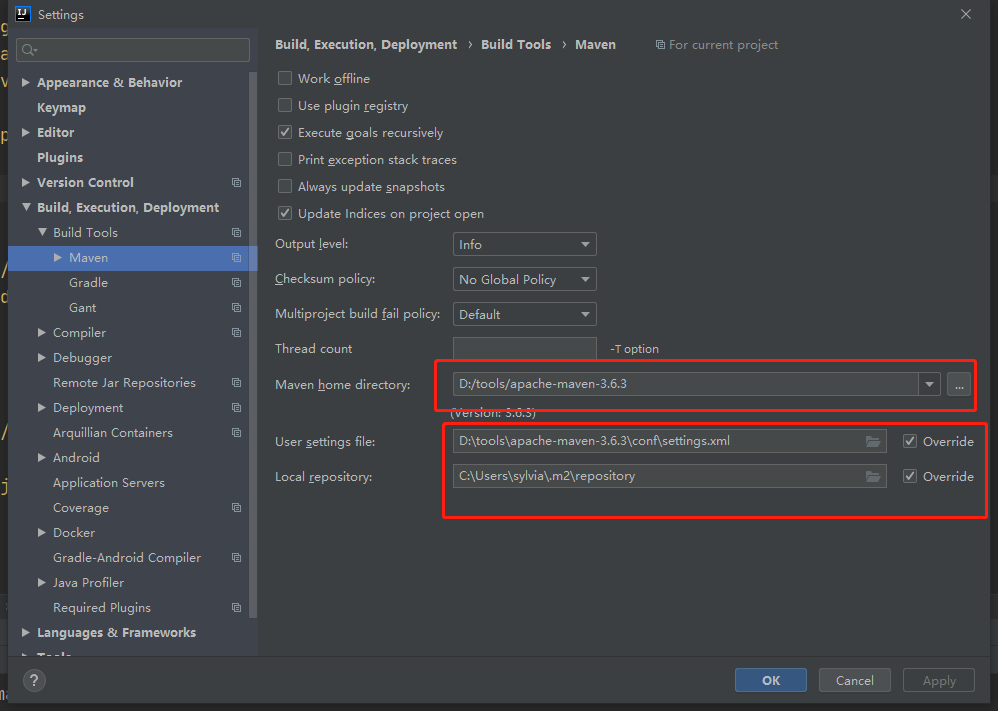 Settings
Appearance & Behavior
Keymap
Editor
Plugins
Version Control
Build, Execution, Deployment
Build Tools
Maven
Gradle
Gant
Compiler
Debugger
Remote Jar Repositories
Deployment
Arquillian Containers
Android
Application Servers
Coverage
Docker
Gradle-Android Compiler
Java Profiler
Required Plugins
Languages & Frameworks
Tools
Build, Execution, Deployment › Build Tools › Maven For current project
Work offline
Use plugin registry
Execute goals recursively
Print exception stack traces
Always update snapshots
Update Indices on project open
Output level: Info
Checksum policy: No Global Policy
Multiproject build fail policy: Default
Thread count -T option
Maven home directory: D:/tools/apache-maven-3.6.3 ...
(Version: 3.6.3)
User settings file: D:\tools\apache-maven-3.6.3\conf\settings.xml Override
Local repository: C:\Users\sylvia\.m2\repository Override
? OK Cancel Apply